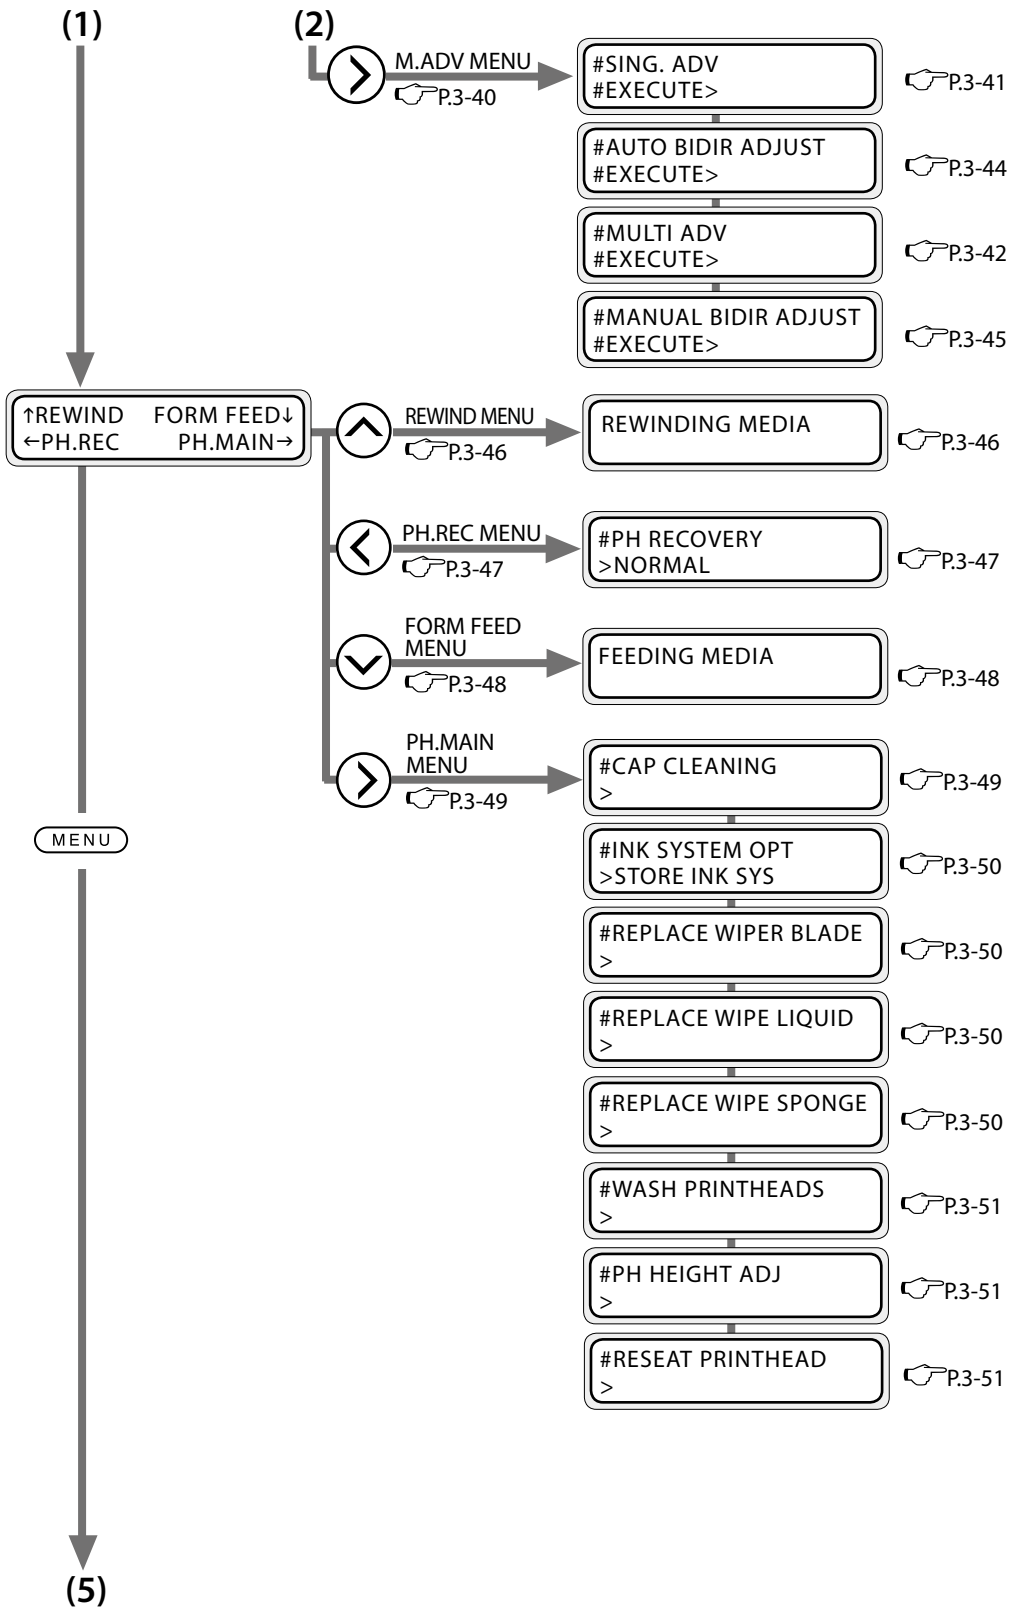 (1)
(2)
M.ADV MENU
P.3-40
#SING. ADV
#EXECUTE>
P.3-41
#AUTO BIDIR ADJUST
#EXECUTE>
P.3-44
#MULTI ADV
#EXECUTE>
P.3-42
#MANUAL BIDIR ADJUST
#EXECUTE>
P.3-45
↑REWIND FORM FEED↓
←PH.REC PH.MAIN→
REWIND MENU
P.3-46
REWINDING MEDIA
P.3-46
PH.REC MENU
P.3-47
#PH RECOVERY
>NORMAL
P.3-47
FORM FEED
MENU
P.3-48
FEEDING MEDIA
P.3-48
PH.MAIN
MENU
P.3-49
#CAP CLEANING
>
P.3-49
MENU
#INK SYSTEM OPT
>STORE INK SYS
P.3-50
#REPLACE WIPER BLADE
>
P.3-50
#REPLACE WIPE LIQUID
>
P.3-50
#REPLACE WIPE SPONGE
>
P.3-50
#WASH PRINTHEADS
>
P.3-51
#PH HEIGHT ADJ
>
P.3-51
#RESEAT PRINTHEAD
>
P.3-51
(5)